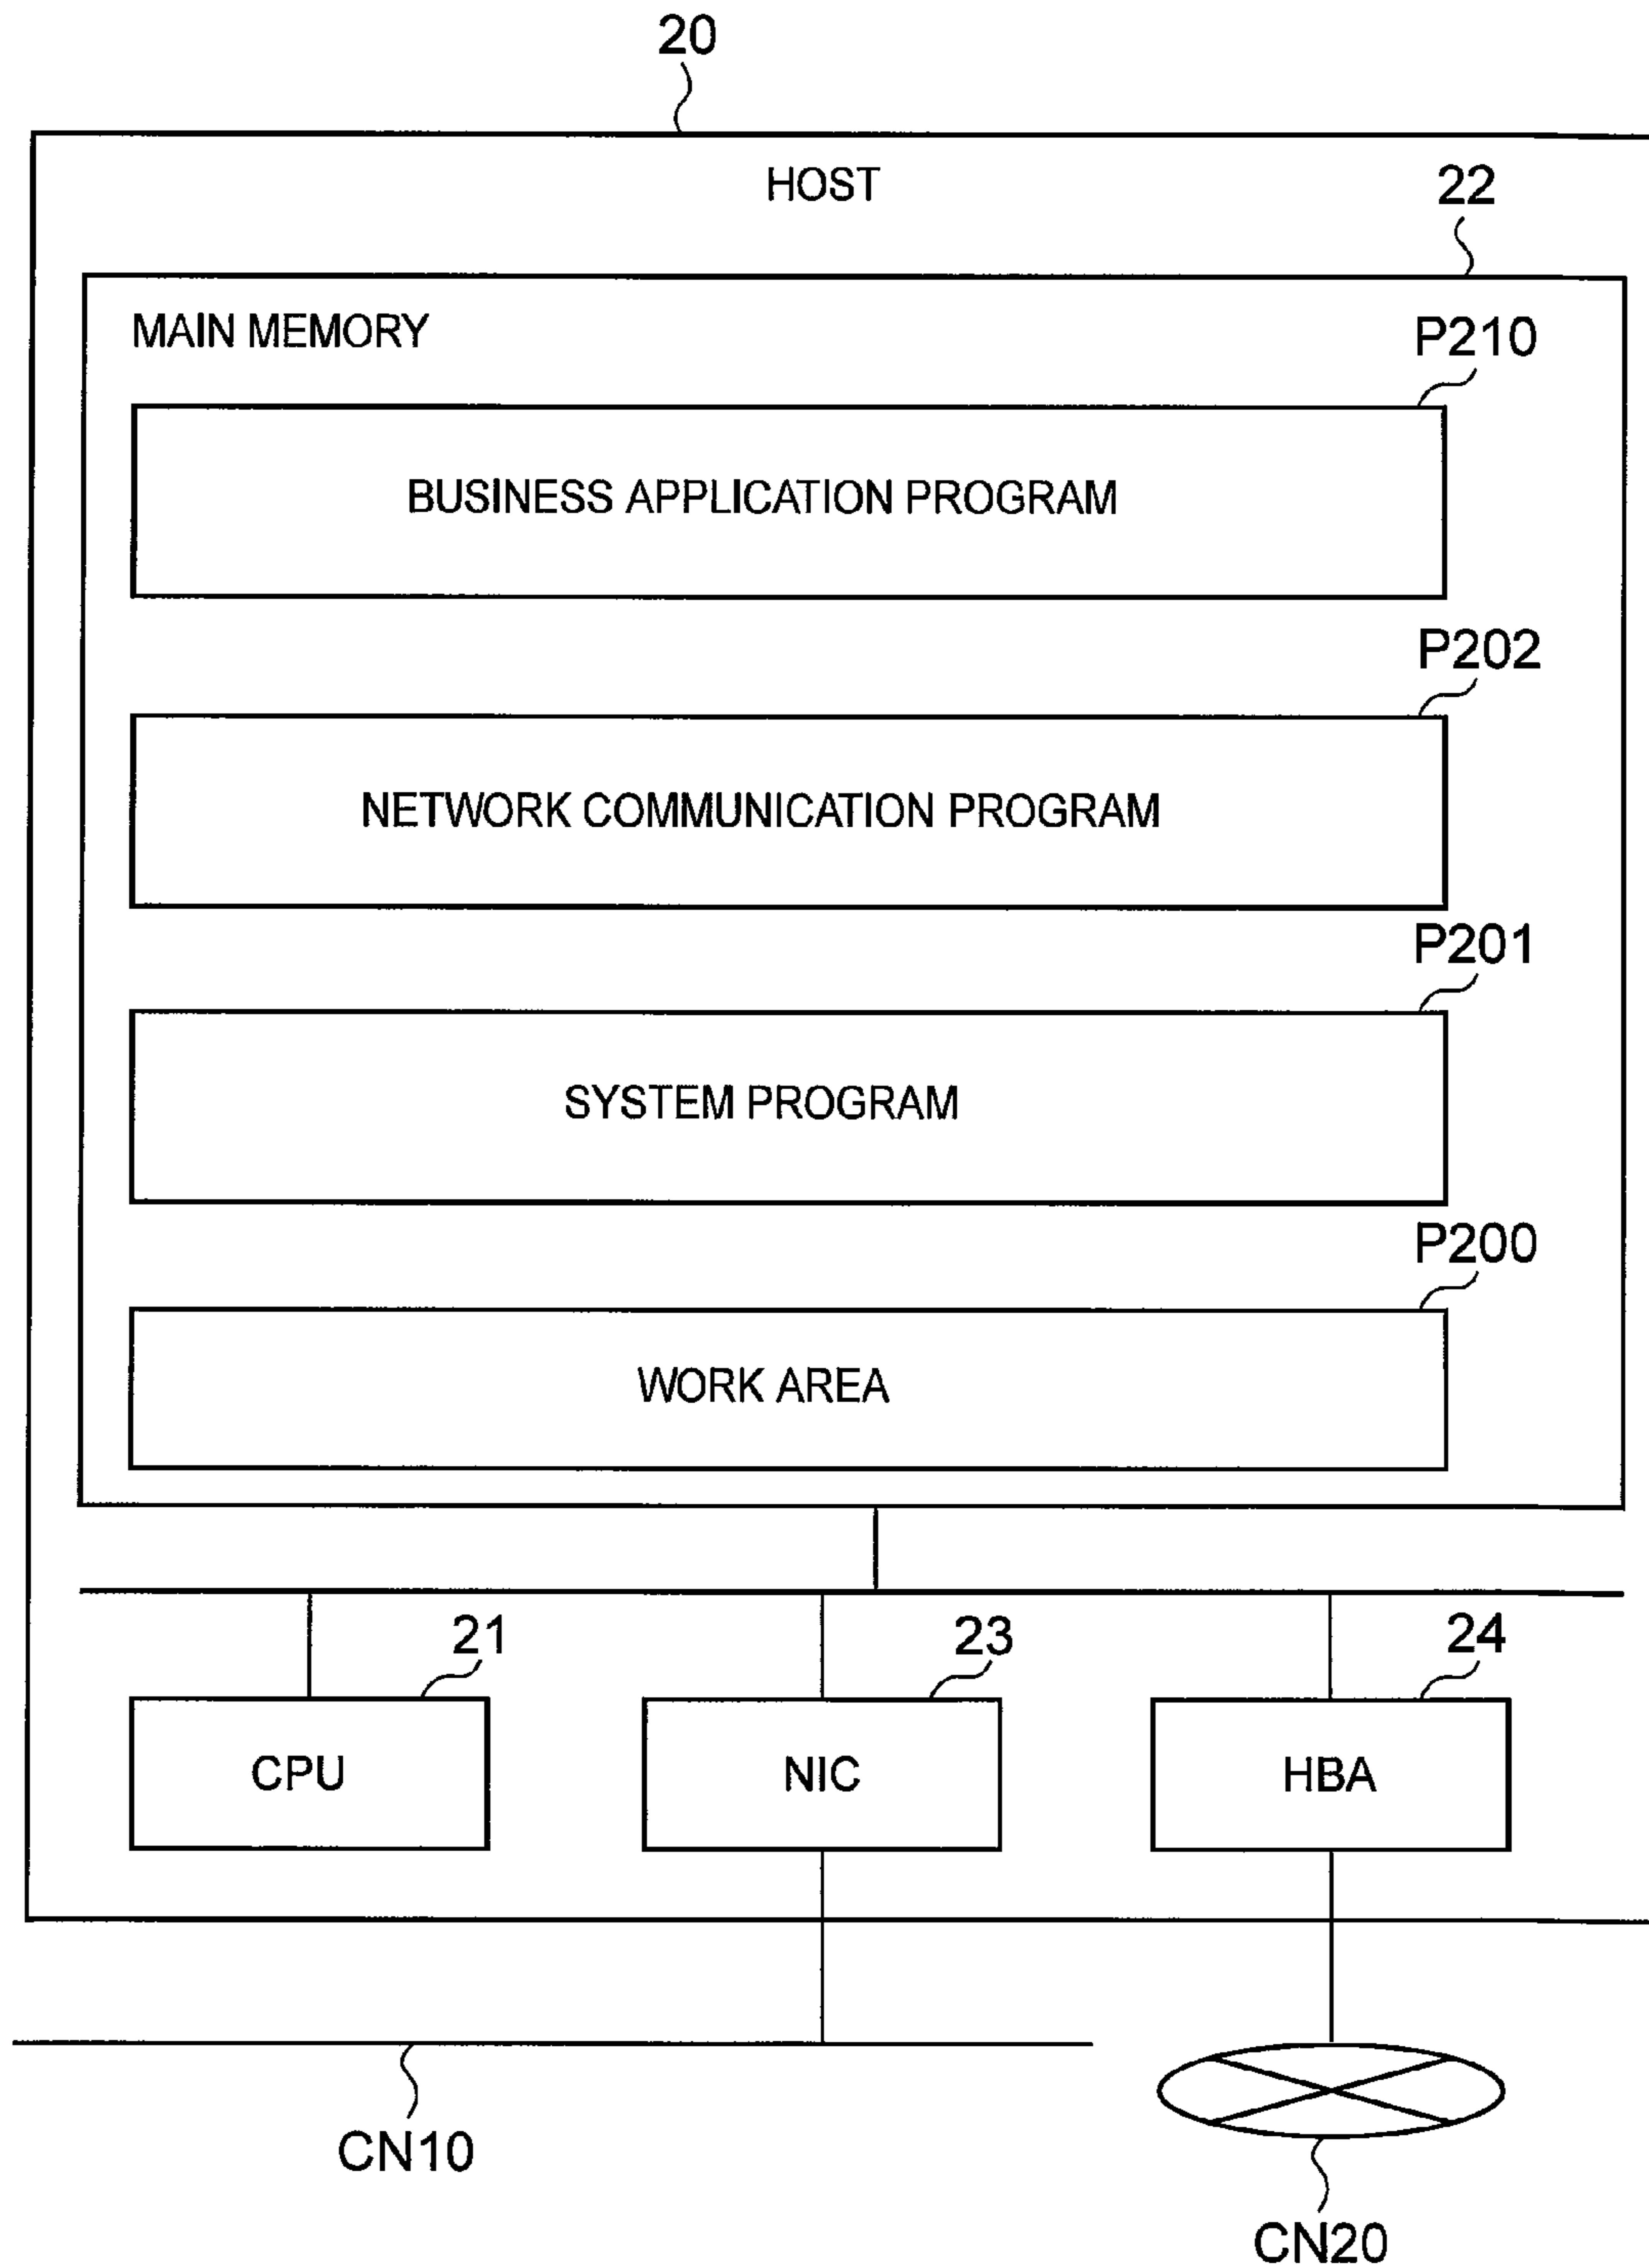 20
HOST
22
MAIN MEMORY
P210
BUSINESS APPLICATION PROGRAM
P202
NETWORK COMMUNICATION PROGRAM
P201
SYSTEM PROGRAM
P200
WORK AREA
21
23
24
CPU
NIC
HBA
CN10
CN20